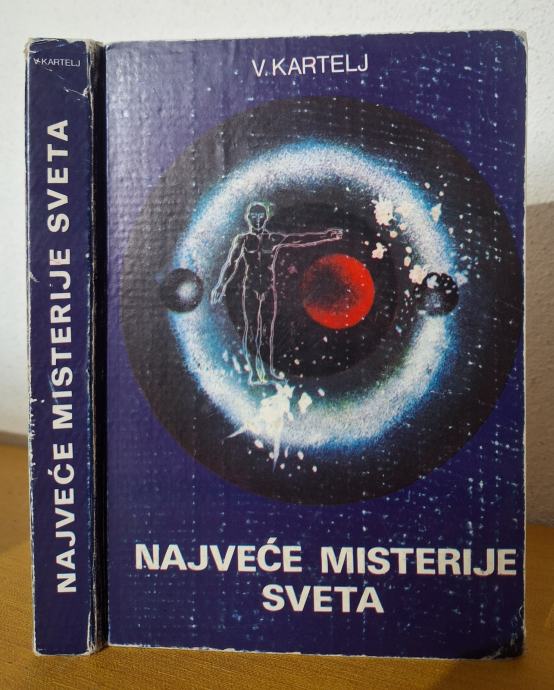 V. KARTELJ
NAJVEĆE MISTERIJE SVETA
V. KARTELJ
NAJVEĆE MISTERIJE
SVETA